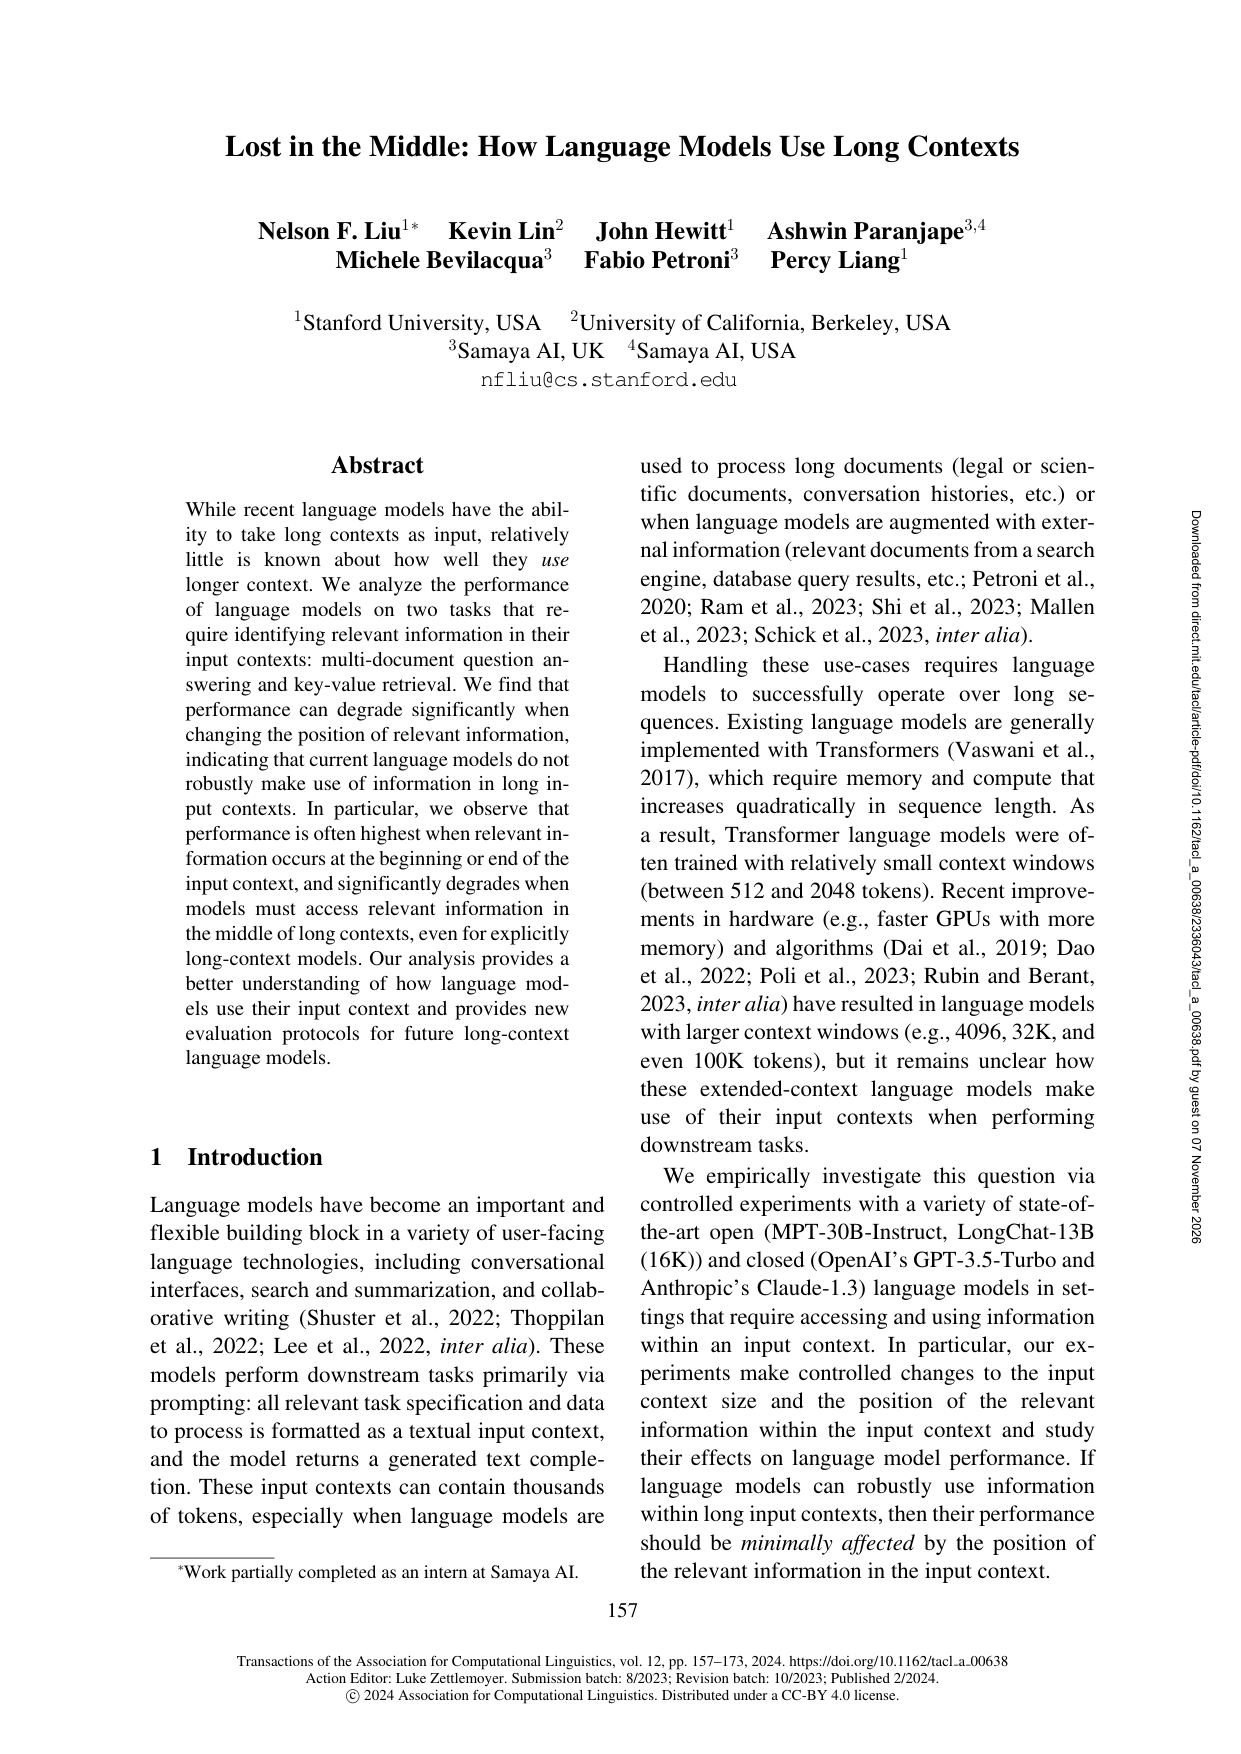 Lost in the Middle: How Language Models Use Long Contexts
Nelson F. Liu1∗ Kevin Lin2 John Hewitt1 Ashwin Paranjape3,4
Michele Bevilacqua3 Fabio Petroni3 Percy Liang1
1Stanford University, USA 2University of California, Berkeley, USA
3Samaya AI, UK 4Samaya AI, USA
nfliu@cs.stanford.edu
Abstract
While recent language models have the abil-
ity to take long contexts as input, relatively
little is known about how well they use
longer context. We analyze the performance
of language models on two tasks that re-
quire identifying relevant information in their
input contexts: multi-document question an-
swering and key-value retrieval. We find that
performance can degrade significantly when
changing the position of relevant information,
indicating that current language models do not
robustly make use of information in long in-
put contexts. In particular, we observe that
performance is often highest when relevant in-
formation occurs at the beginning or end of the
input context, and significantly degrades when
models must access relevant information in
the middle of long contexts, even for explicitly
long-context models. Our analysis provides a
better understanding of how language mod-
els use their input context and provides new
evaluation protocols for future long-context
language models.
1 Introduction
Language models have become an important and
flexible building block in a variety of user-facing
language technologies, including conversational
interfaces, search and summarization, and collab-
orative writing (Shuster et al., 2022; Thoppilan
et al., 2022; Lee et al., 2022, inter alia). These
models perform downstream tasks primarily via
prompting: all relevant task specification and data
to process is formatted as a textual input context,
and the model returns a generated text comple-
tion. These input contexts can contain thousands
of tokens, especially when language models are
∗Work partially completed as an intern at Samaya AI.
used to process long documents (legal or scien-
tific documents, conversation histories, etc.) or
when language models are augmented with exter-
nal information (relevant documents from a search
engine, database query results, etc.; Petroni et al.,
2020; Ram et al., 2023; Shi et al., 2023; Mallen
et al., 2023; Schick et al., 2023, inter alia).
Handling these use-cases requires language
models to successfully operate over long se-
quences. Existing language models are generally
implemented with Transformers (Vaswani et al.,
2017), which require memory and compute that
increases quadratically in sequence length. As
a result, Transformer language models were of-
ten trained with relatively small context windows
(between 512 and 2048 tokens). Recent improve-
ments in hardware (e.g., faster GPUs with more
memory) and algorithms (Dai et al., 2019; Dao
et al., 2022; Poli et al., 2023; Rubin and Berant,
2023, inter alia) have resulted in language models
with larger context windows (e.g., 4096, 32K, and
even 100K tokens), but it remains unclear how
these extended-context language models make
use of their input contexts when performing
downstream tasks.
We empirically investigate this question via
controlled experiments with a variety of state-of-
the-art open (MPT-30B-Instruct, LongChat-13B
(16K)) and closed (OpenAI's GPT-3.5-Turbo and
Anthropic's Claude-1.3) language models in set-
tings that require accessing and using information
within an input context. In particular, our ex-
periments make controlled changes to the input
context size and the position of the relevant
information within the input context and study
their effects on language model performance. If
language models can robustly use information
within long input contexts, then their performance
should be minimally affected by the position of
the relevant information in the input context.
157
Transactions of the Association for Computational Linguistics, vol. 12, pp. 157–173, 2024. https://doi.org/10.1162/tacl_a_00638
Action Editor: Luke Zettlemoyer. Submission batch: 8/2023; Revision batch: 10/2023; Published 2/2024.
© 2024 Association for Computational Linguistics. Distributed under a CC-BY 4.0 license.
Downloaded from direct.mit.edu/tacl/article-pdf/doi/10.1162/tacl_a_00638/2336043/tacl_a_00638.pdf by guest on 07 November 2026